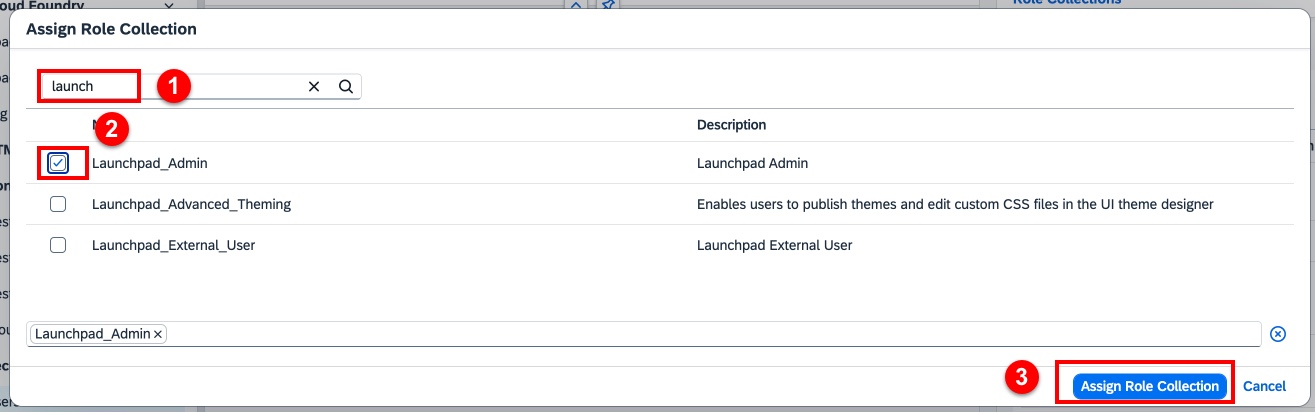 oud Foundry
Role Collections
Assign Role Collection
launch 1
2
Description
Launchpad_Admin Launchpad Admin
Launchpad_Advanced_Theming Enables users to publish themes and edit custom CSS files in the UI theme designer
Launchpad_External_User Launchpad External User
Launchpad_Admin
3 Assign Role Collection Cancel